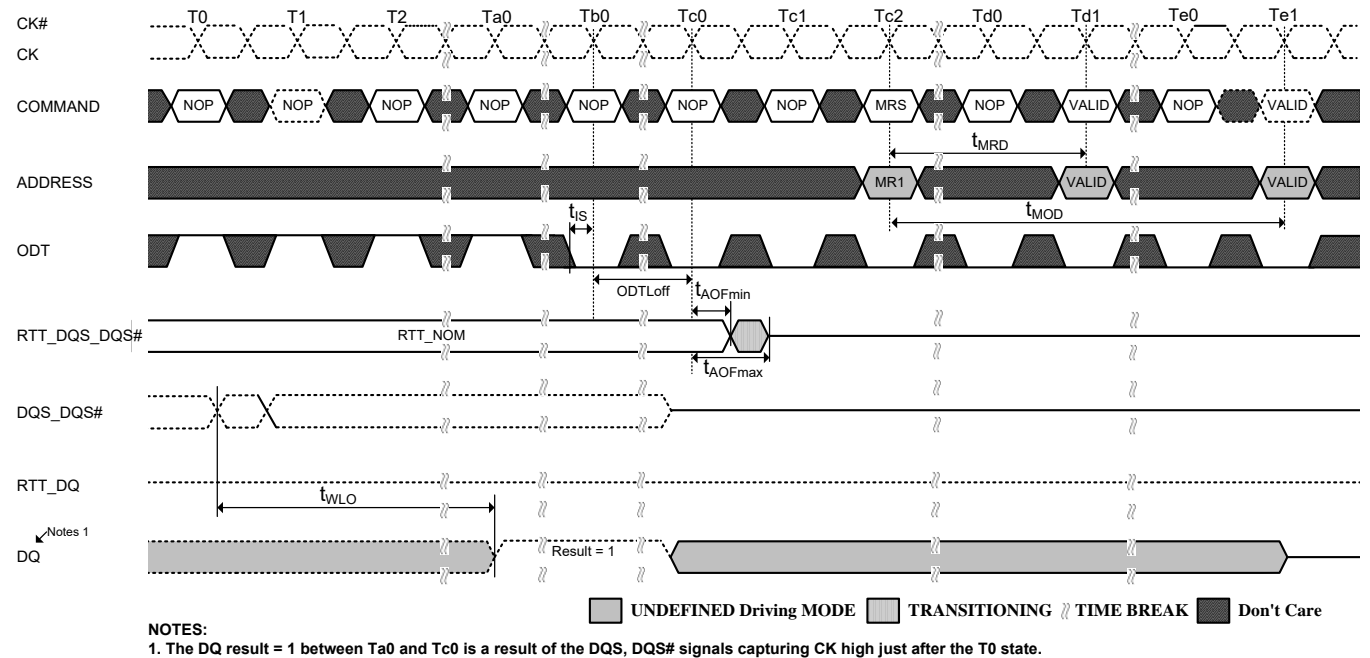 CK#
CK
T0 T1 T2 Ta0 Tb0 Tc0 Tc1 Tc2 Td0 Td1 Te0 Te1
COMMAND NOP NOP NOP NOP NOP NOP NOP MRS NOP VALID NOP VALID
tMRD
ADDRESS MR1 VALID VALID
tIS tMOD
ODT
ODTLoff tAOFmin
RTT_DQS_DQS# RTT_NOM
tAOFmax
DQS_DQS#
RTT_DQ
tWLO
Notes 1
DQ Result = 1
UNDEFINED Driving MODE TRANSITIONING TIME BREAK Don't Care
NOTES:
1. The DQ result = 1 between Ta0 and Tc0 is a result of the DQS, DQS# signals capturing CK high just after the T0 state.